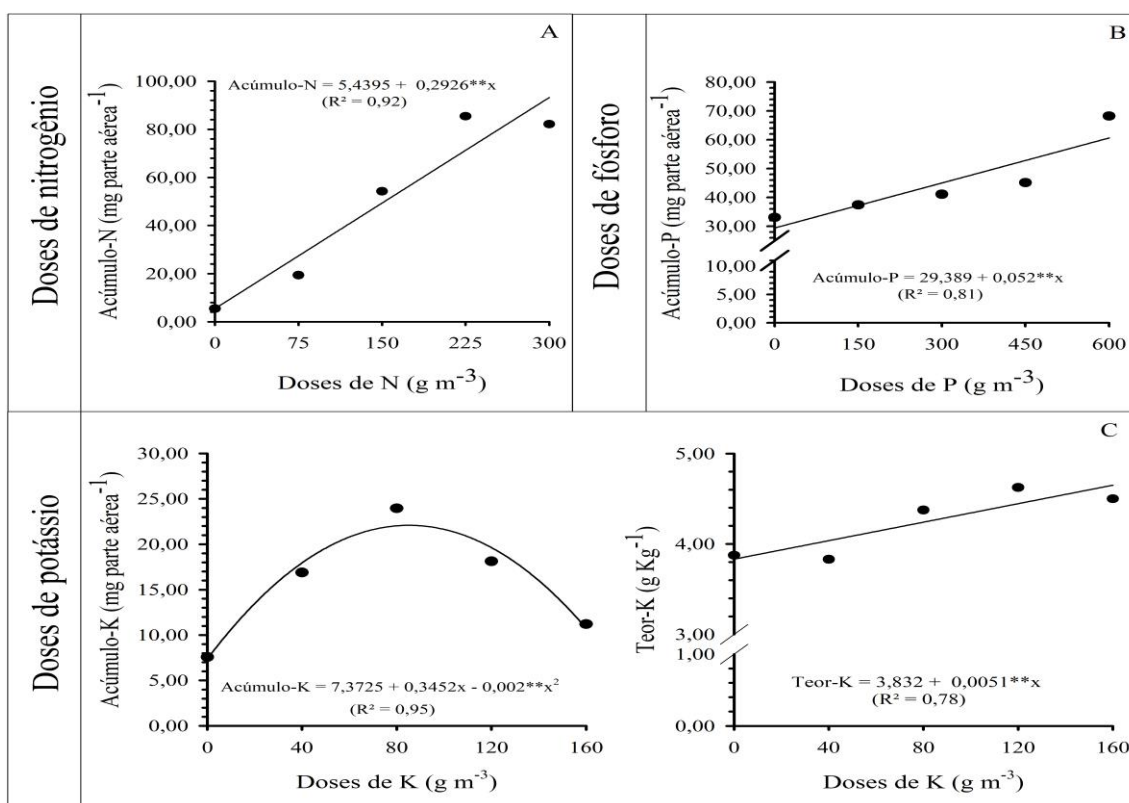 Doses de nitrogênio
A
Acúmulo-N (mg parte aérea⁻¹)
Acúmulo-N = 5,4395 + 0,2926**x
(R² = 0,92)
100,00
80,00
60,00
40,00
20,00
0,00
0 75 150 225 300
Doses de N (g m⁻³)
Doses de fósforo
B
Acúmulo-P (mg parte aérea⁻¹)
80,00
70,00
60,00
50,00
40,00
30,00
10,00
5,00
0,00
Acúmulo-P = 29,389 + 0,052**x
(R² = 0,81)
0 150 300 450 600
Doses de P (g m⁻³)
Doses de potássio
Acúmulo-K (mg parte aérea⁻¹)
30,00
25,00
20,00
15,00
10,00
5,00
0,00
Acúmulo-K = 7,3725 + 0,3452x - 0,002**x²
(R² = 0,95)
0 40 80 120 160
Doses de K (g m⁻³)
C
Teor-K (g Kg⁻¹)
5,00
4,00
3,00
1,00
0,00
Teor-K = 3,832 + 0,0051**x
(R² = 0,78)
0 40 80 120 160
Doses de K (g m⁻³)